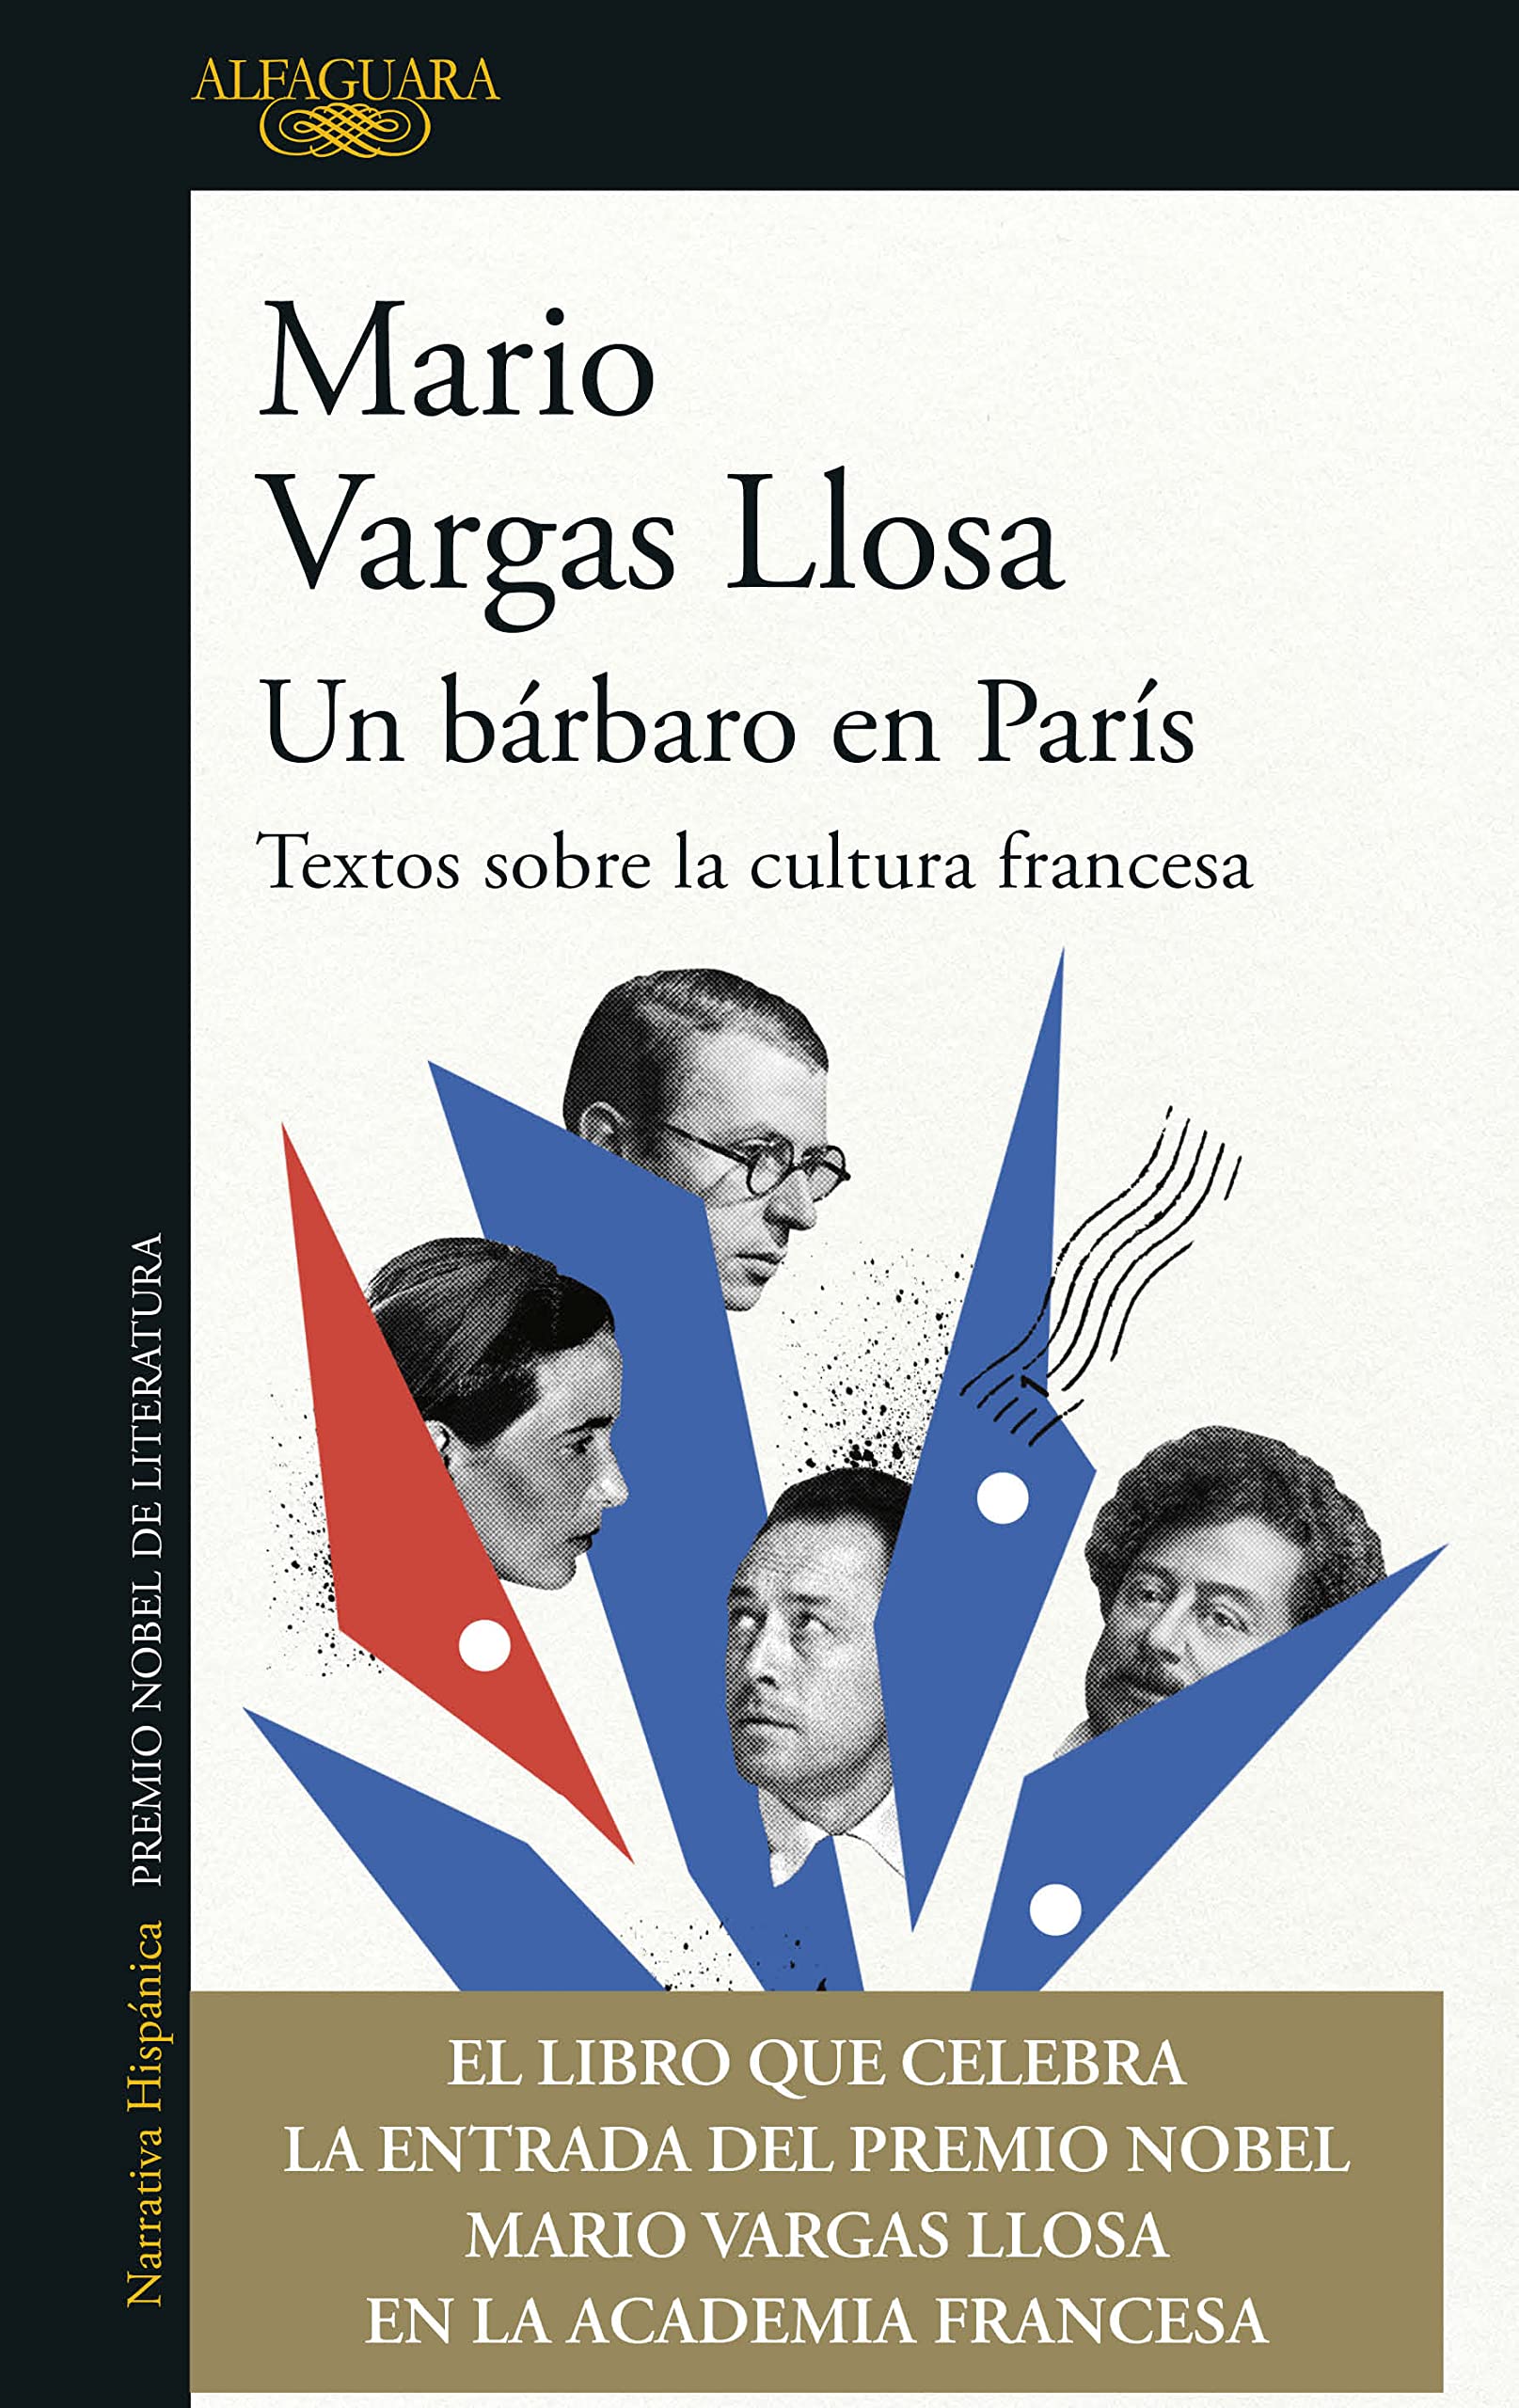 ALFAGUARA
Mario
Vargas Llosa
Un bárbaro en París
Textos sobre la cultura francesa
Narrativa Hispánica PREMIO NOBEL DE LITERATURA
EL LIBRO QUE CELEBRA
LA ENTRADA DEL PREMIO NOBEL
MARIO VARGAS LLOSA
EN LA ACADEMIA FRANCESA